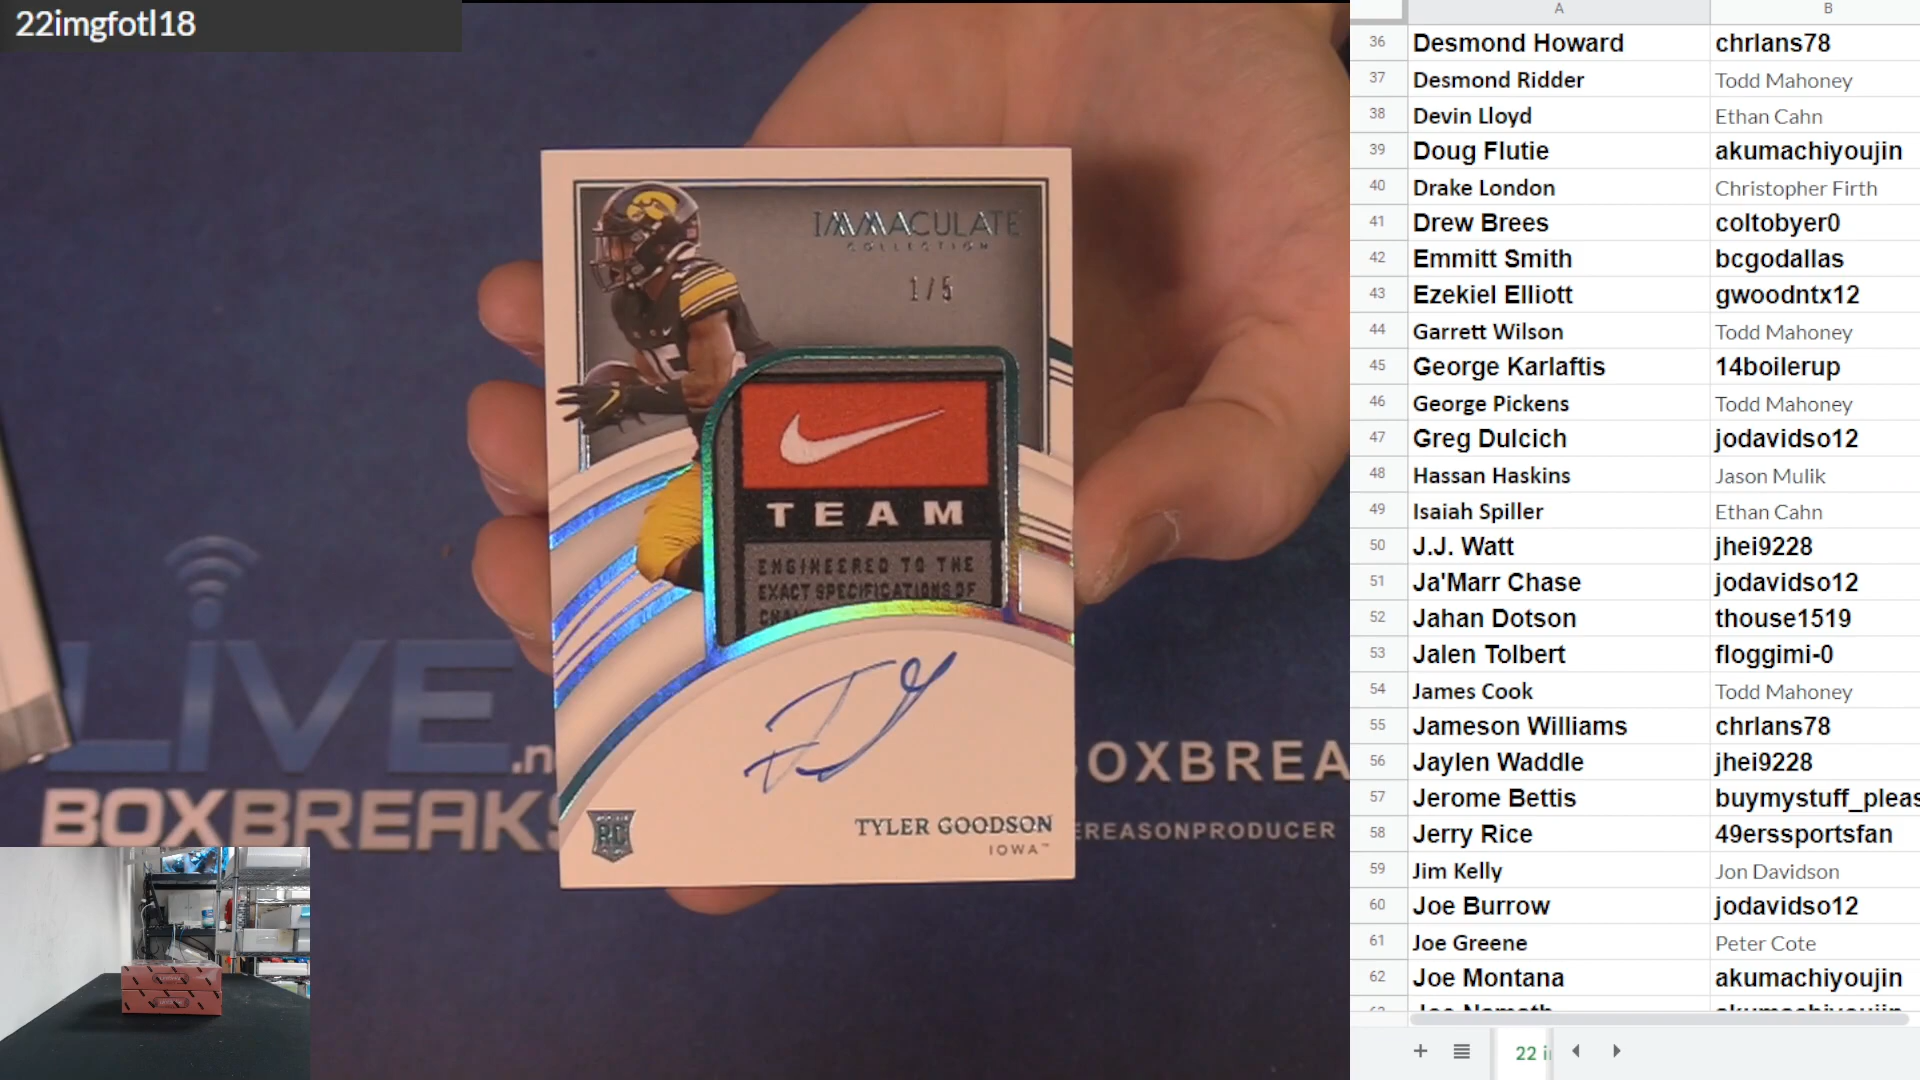 22imgfotl18
IMMACULATE
COLLECTION
1/5
15
TEAM
ENGINEERED TO THE
EXACT SPECIFICATIONS OF
RC
TYLER GOODSON
IOWA™
LiVE
BOXBREAKS
OXBREA
EREASONPRODUCER
A B
36 Desmond Howard chrlans78
37 Desmond Ridder Todd Mahoney
38 Devin Lloyd Ethan Cahn
39 Doug Flutie akumachiyoujin
40 Drake London Christopher Firth
41 Drew Brees coltobyer0
42 Emmitt Smith bcgodallas
43 Ezekiel Elliott gwoodntx12
44 Garrett Wilson Todd Mahoney
45 George Karlaftis 14boilerup
46 George Pickens Todd Mahoney
47 Greg Dulcich jodavidso12
48 Hassan Haskins Jason Mulik
49 Isaiah Spiller Ethan Cahn
50 J.J. Watt jhei9228
51 Ja'Marr Chase jodavidso12
52 Jahan Dotson thouse1519
53 Jalen Tolbert floggimi-0
54 James Cook Todd Mahoney
55 Jameson Williams chrlans78
56 Jaylen Waddle jhei9228
57 Jerome Bettis buymystuff_pleas
58 Jerry Rice 49erssportsfan
59 Jim Kelly Jon Davidson
60 Joe Burrow jodavidso12
61 Joe Greene Peter Cote
62 Joe Montana akumachiyoujin
22 i